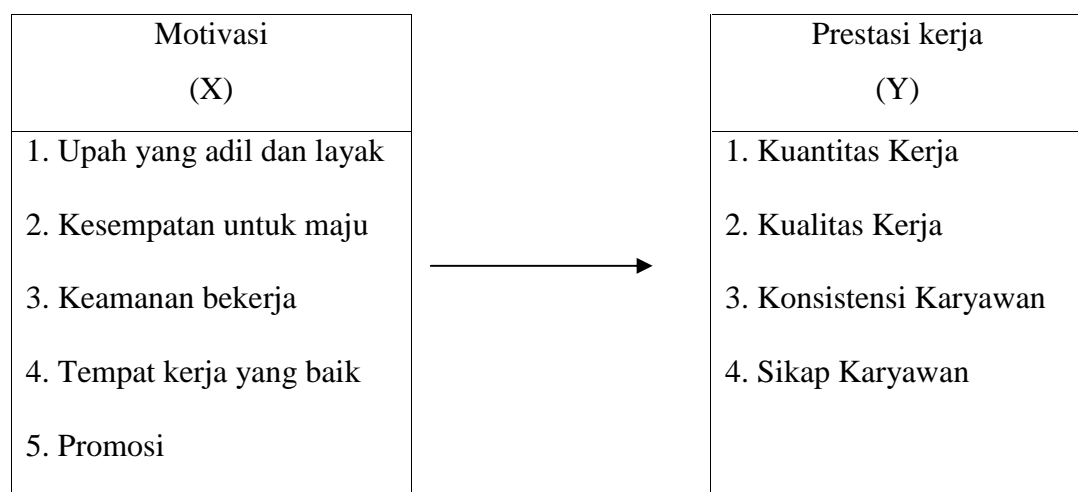 Motivasi
(X)
1. Upah yang adil dan layak
2. Kesempatan untuk maju
3. Keamanan bekerja
4. Tempat kerja yang baik
5. Promosi
Prestasi kerja
(Y)
1. Kuantitas Kerja
2. Kualitas Kerja
3. Konsistensi Karyawan
4. Sikap Karyawan